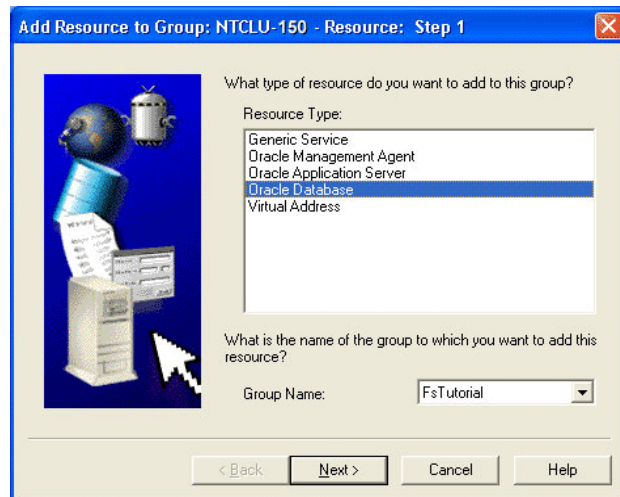 Add Resource to Group: NTCLU-150 - Resource: Step 1
What type of resource do you want to add to this group?
Resource Type:
Generic Service
Oracle Management Agent
Oracle Application Server
Oracle Database
Virtual Address
What is the name of the group to which you want to add this
resource?
Group Name:
FsTutorial
< Back
Next >
Cancel
Help